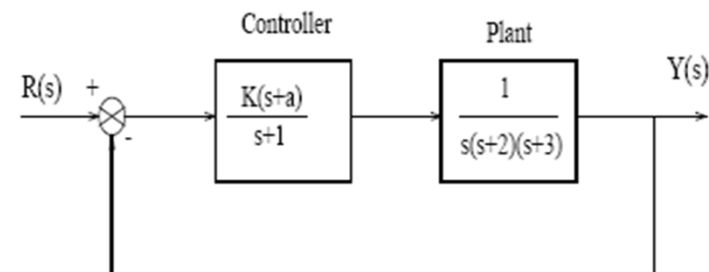 Controller
Plant
R(s)
+
-
K(s+a)
s+1
1
s(s+2)(s+3)
Y(s)